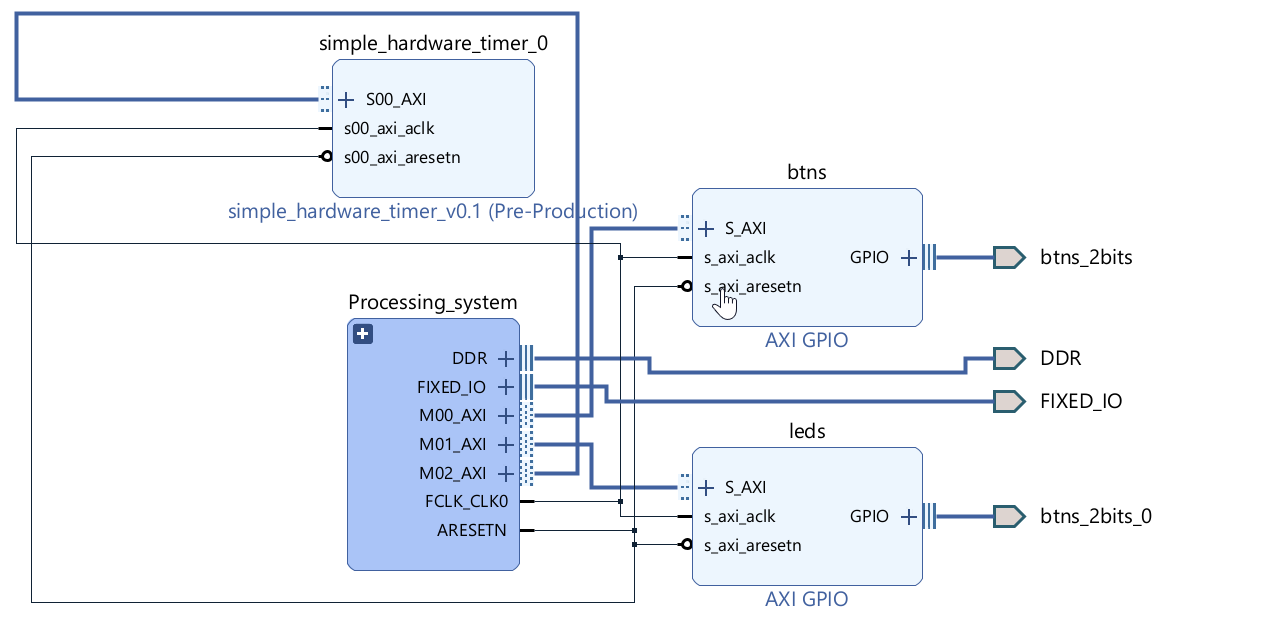 simple_hardware_timer_0
S00_AXI
s00_axi_aclk
s00_axi_aresetn
simple_hardware_timer_v0.1 (Pre-Production)
btns
S_AXI
s_axi_aclk
GPIO
s_axi_aresetn
AXI GPIO
btns_2bits
Processing_system
DDR
FIXED_IO
M00_AXI
M01_AXI
M02_AXI
FCLK_CLK0
ARESETN
DDR
FIXED_IO
leds
S_AXI
s_axi_aclk
GPIO
s_axi_aresetn
AXI GPIO
btns_2bits_0